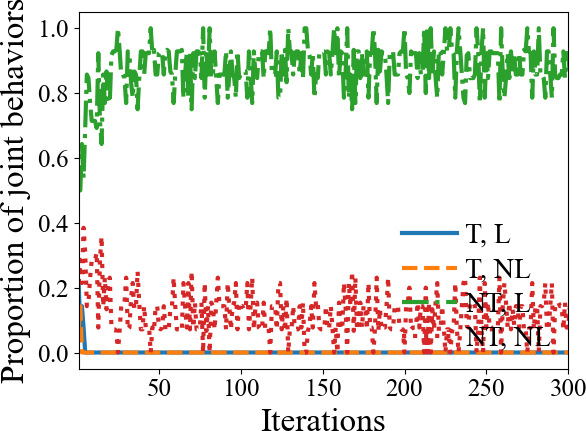 Proportion of joint behaviors
1.0
0.8
0.6
0.4
0.2
0.0
T, L
T, NL
NT, L
NT, NL
50 100 150 200 250 300
Iterations